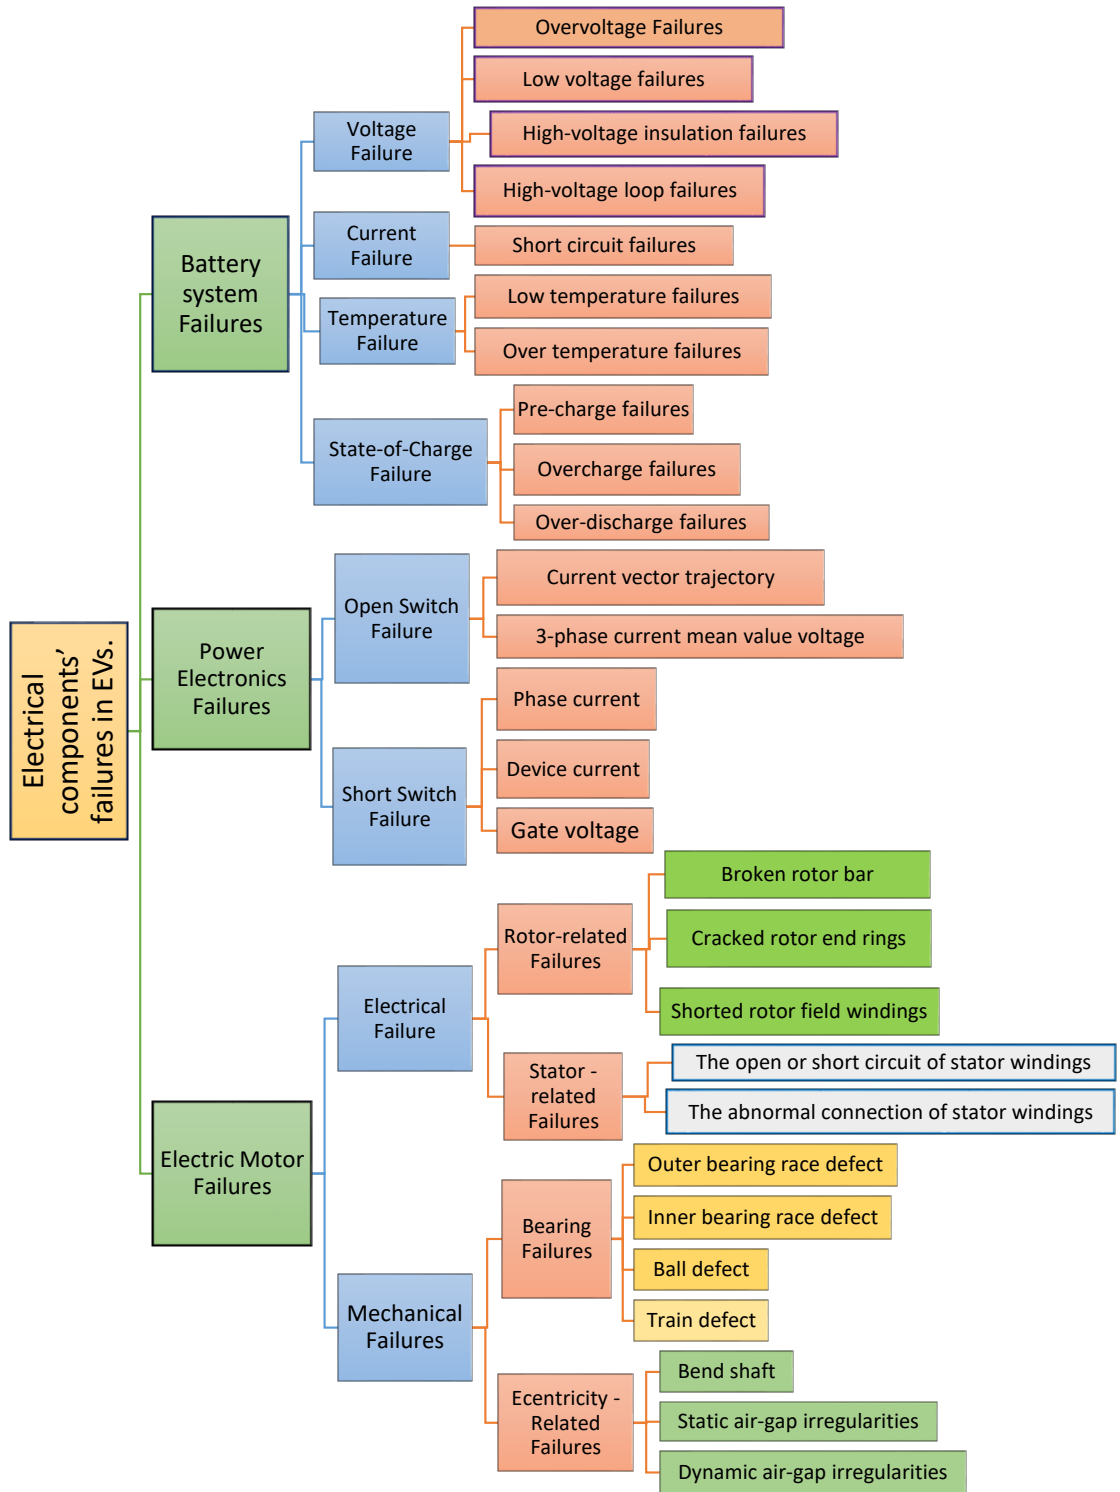 Electrical
components’
failures in EVs.
Battery
system
Failures
Voltage
Failure
Overvoltage Failures
Low voltage failures
High-voltage insulation failures
High-voltage loop failures
Current
Failure
Short circuit failures
Temperature
Failure
Low temperature failures
Over temperature failures
State-of-Charge
Failure
Pre-charge failures
Overcharge failures
Over-discharge failures
Power
Electronics
Failures
Open Switch
Failure
Current vector trajectory
3-phase current mean value voltage
Short Switch
Failure
Phase current
Device current
Gate voltage
Electric Motor
Failures
Electrical
Failure
Rotor-related
Failures
Broken rotor bar
Cracked rotor end rings
Shorted rotor field windings
Stator -
related
Failures
The open or short circuit of stator windings
The abnormal connection of stator windings
Mechanical
Failures
Bearing
Failures
Outer bearing race defect
Inner bearing race defect
Ball defect
Train defect
Ecentricity -
Related
Failures
Bend shaft
Static air-gap irregularities
Dynamic air-gap irregularities